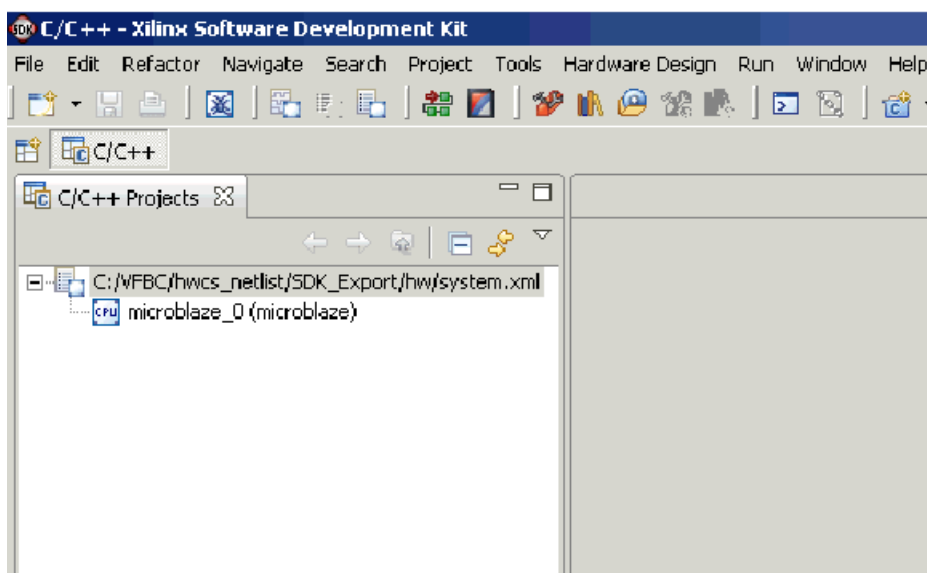 SDK C/C++ - Xilinx Software Development Kit
File Edit Refactor Navigate Search Project Tools Hardware Design Run Window Help
C/C++
C/C++ Projects
C:/VFBC/hwcs_netlist/SDK_Export/hw/system.xml
CPU microblaze_0 (microblaze)